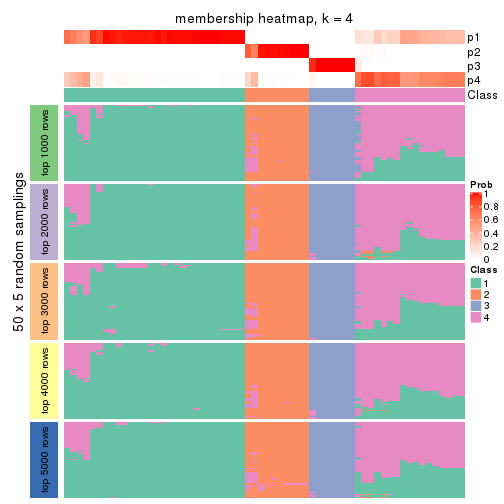 membership heatmap, k = 4
p1
p2
p3
p4
Class
50 x 5 random samplings
top 1000 rows
top 2000 rows
top 3000 rows
top 4000 rows
top 5000 rows
Prob
1
0.8
0.6
0.4
0.2
0
Class
1
2
3
4